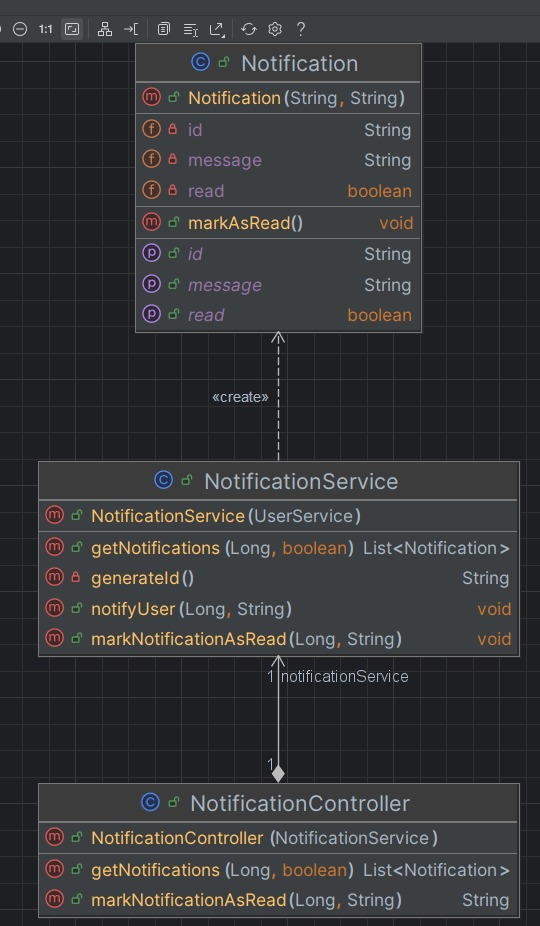 1:1
Notification
Notification(String, String)
id String
message String
read boolean
markAsRead() void
id String
message String
read boolean
«create»
NotificationService
NotificationService(UserService)
getNotifications (Long, boolean) List<Notification>
generateId() String
notifyUser(Long, String) void
markNotificationAsRead(Long, String) void
1 notificationService
1
NotificationController
NotificationController (NotificationService)
getNotifications (Long, boolean) List<Notification>
markNotificationAsRead(Long, String) String